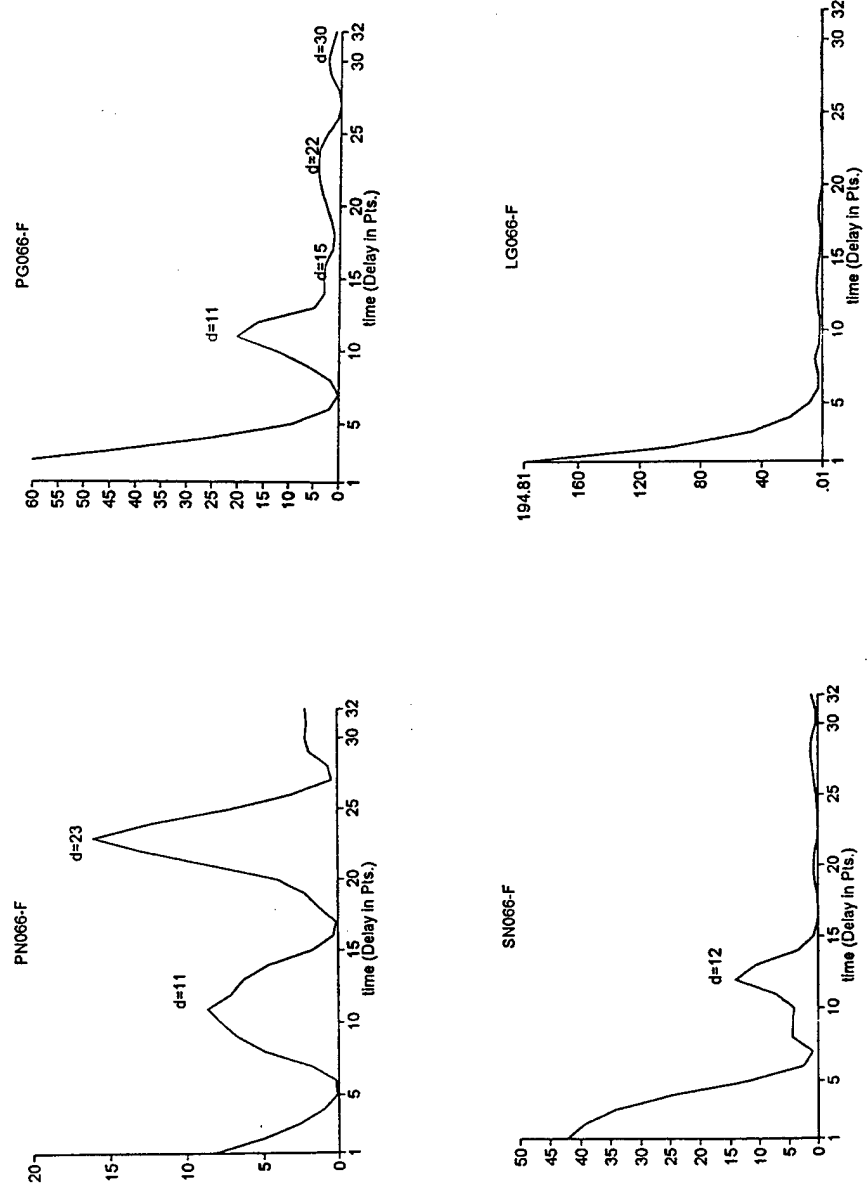 PN066-F
20
15
10
5
0
d=11
d=23
1 5 10 15 20 25 30 32
time (Delay in Pts.)
PG066-F
60
55
50
45
40
35
30
25
20
15
10
5
0
d=11
d=15
d=22
d=30
1 5 10 15 20 25 30 32
time (Delay in Pts.)
SN066-F
50
45
40
35
30
25
20
15
10
5
0
d=12
1 5 10 15 20 25 30 32
time (Delay in Pts.)
LG066-F
194.81
160
120
80
40
.01
1 5 10 15 20 25 30 32
time (Delay in Pts.)